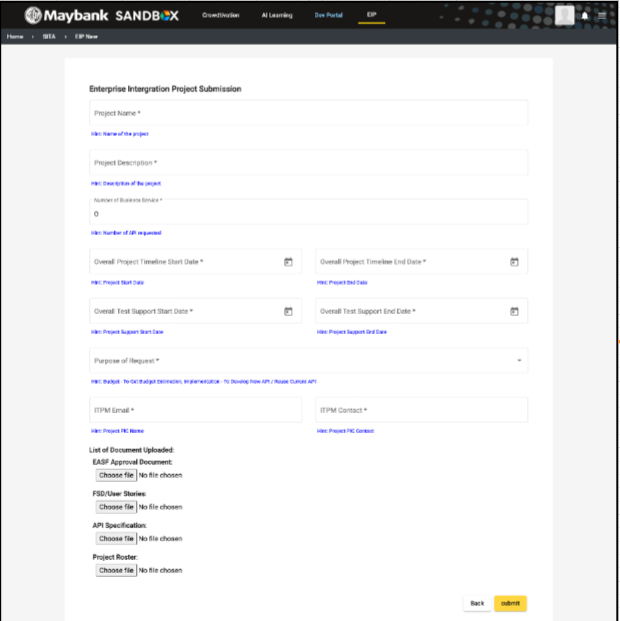 Maybank SANDBOX Crowdtivation AI Learning Dev Portal EIP
Home › SITA › EIP New
Enterprise Intergration Project Submission
Project Name *
Hint: Name of the project
Project Description *
Hint: Description of the project
Number of Business Service *
0
Hint: Number of API requested
Overall Project Timeline Start Date * Overall Project Timeline End Date *
Hint: Project Start Date Hint: Project End Date
Overall Test Support Start Date * Overall Test Support End Date *
Hint: Project Support Start Date Hint: Project Support End Date
Purpose of Request *
Hint: Budget - To Get Budget Estimation, Implementation - To Develop New API / Reuse Current API
ITPM Email * ITPM Contact *
Hint: Project PIC Name Hint: Project PIC Contact
List of Document Uploaded:
EASF Approval Document:
Choose file No file chosen
FSD/User Stories:
Choose file No file chosen
API Specification:
Choose file No file chosen
Project Roster:
Choose file No file chosen
Back submit